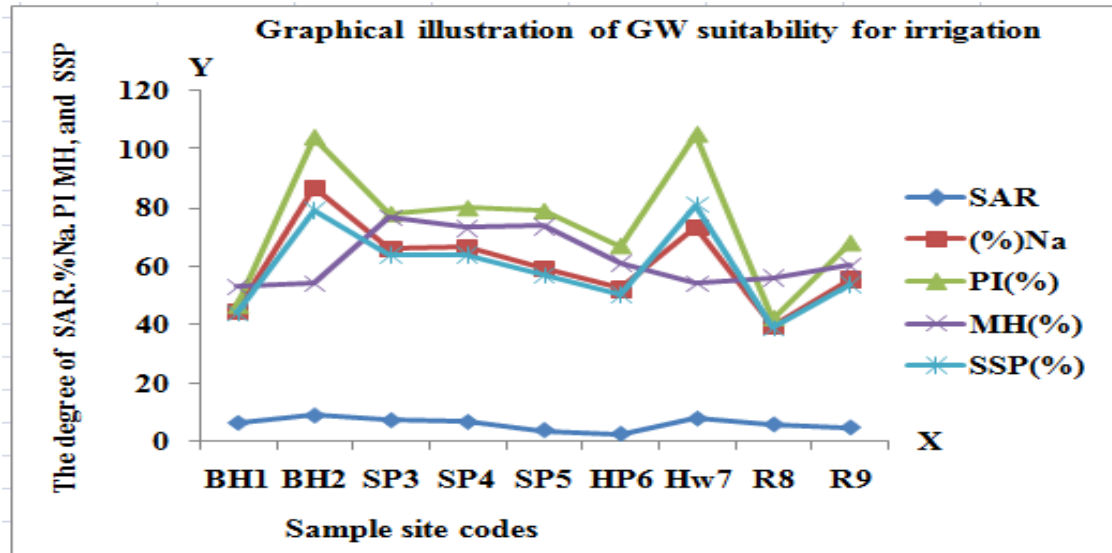 Graphical illustration of GW suitability for irrigation
The degree of SAR.%Na. PI MH, and SSP
Y
120
100
80
60
40
20
0
X
BH1 BH2 SP3 SP4 SP5 HP6 Hw7 R8 R9
Sample site codes
SAR
(%)Na
PI(%)
MH(%)
SSP(%)